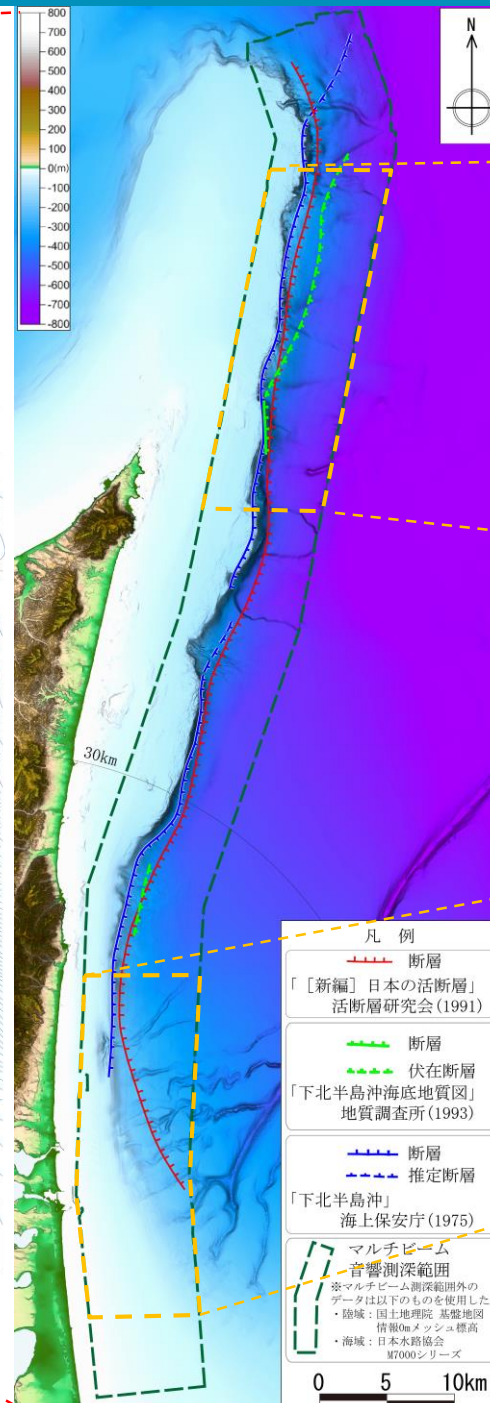 800
700
600
500
400
300
200
100
0(m)
-100
-200
-300
-400
-500
-600
-700
-800
N
30km
凡 例
断層
「［新編］日本の活断層」
活断層研究会(1991)
断層
伏在断層
「下北半島沖海底地質図」
地質調査所(1993)
断層
推定断層
「下北半島沖」
海上保安庁(1975)
マルチビーム
音響測深範囲
※マルチビーム測深範囲外の
データは以下のものを使用した
・陸域：国土地理院 基盤地図
情報0mメッシュ標高
・海域：日本水路協会
M7000シリーズ
0 5 10km